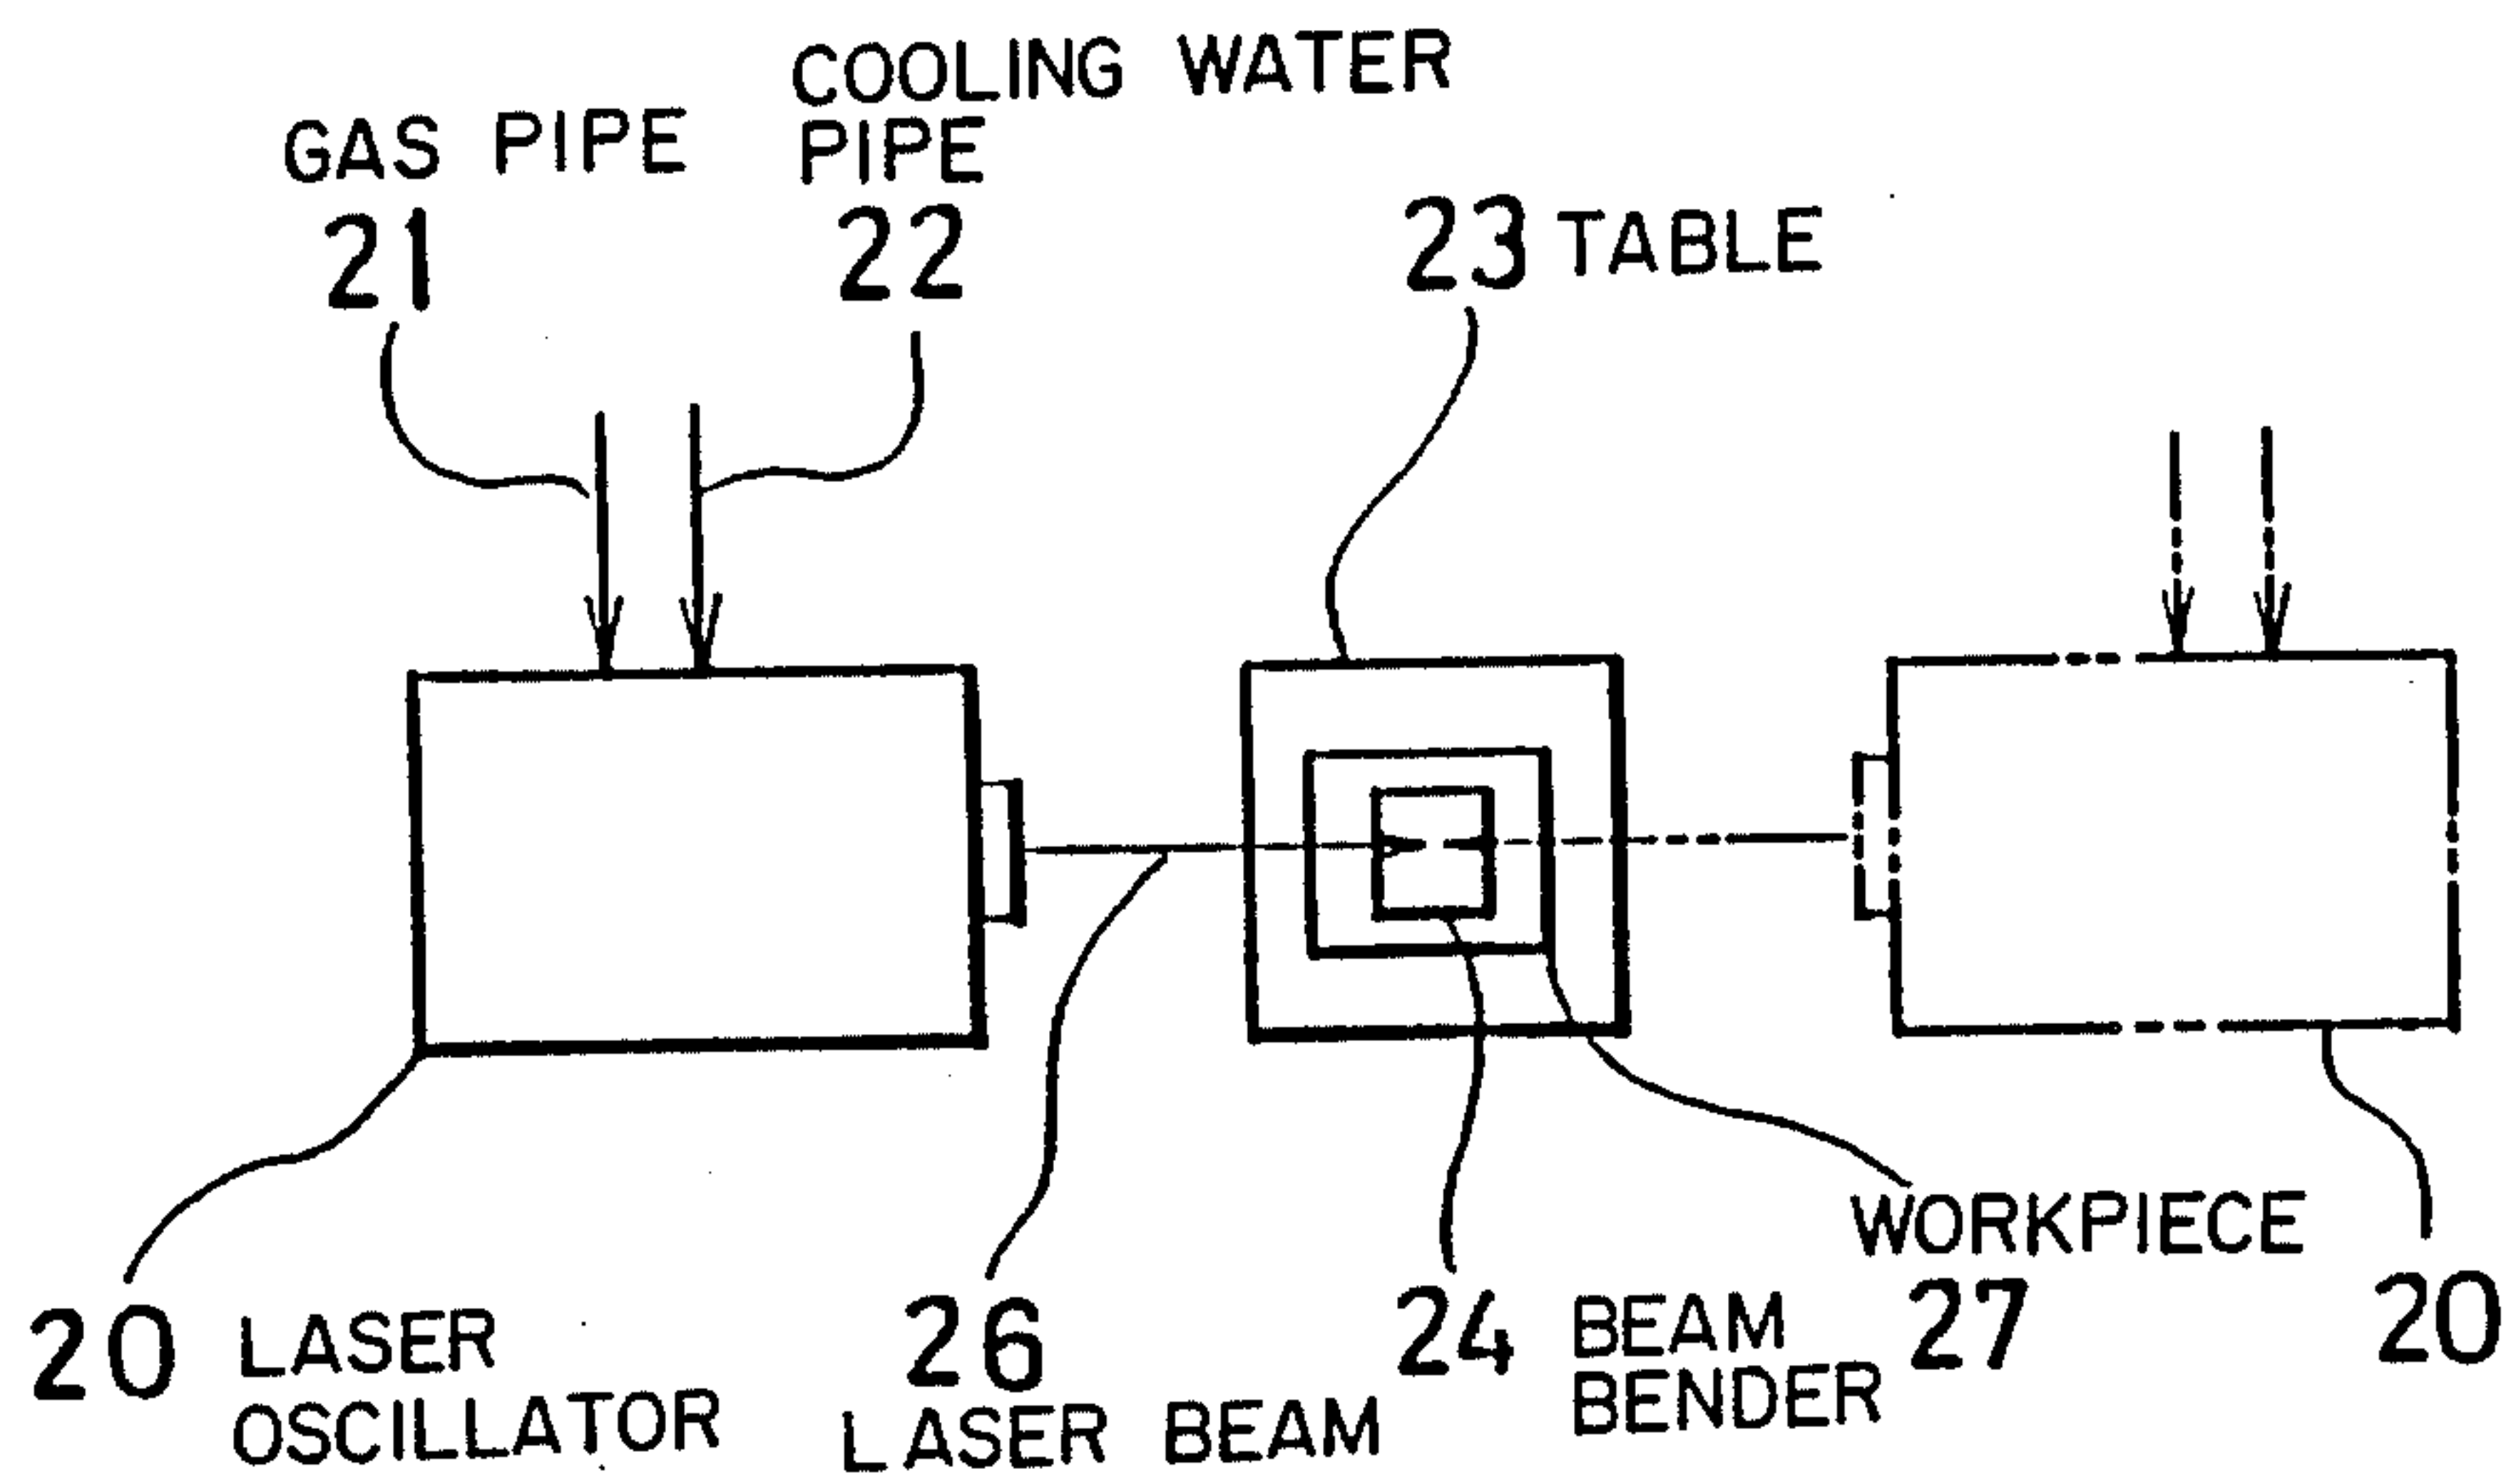 COOLING WATER
PIPE
22
GAS PIPE
21
23 TABLE
20 LASER
OSCILLATOR
26
LASER BEAM
24 BEAM
BENDER
WORKPIECE
27
20